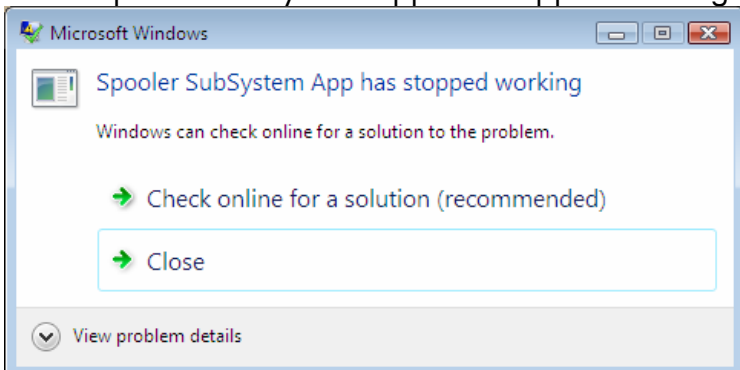 Microsoft Windows
Spooler SubSystem App has stopped working
Windows can check online for a solution to the problem.
Check online for a solution (recommended)
Close
View problem details